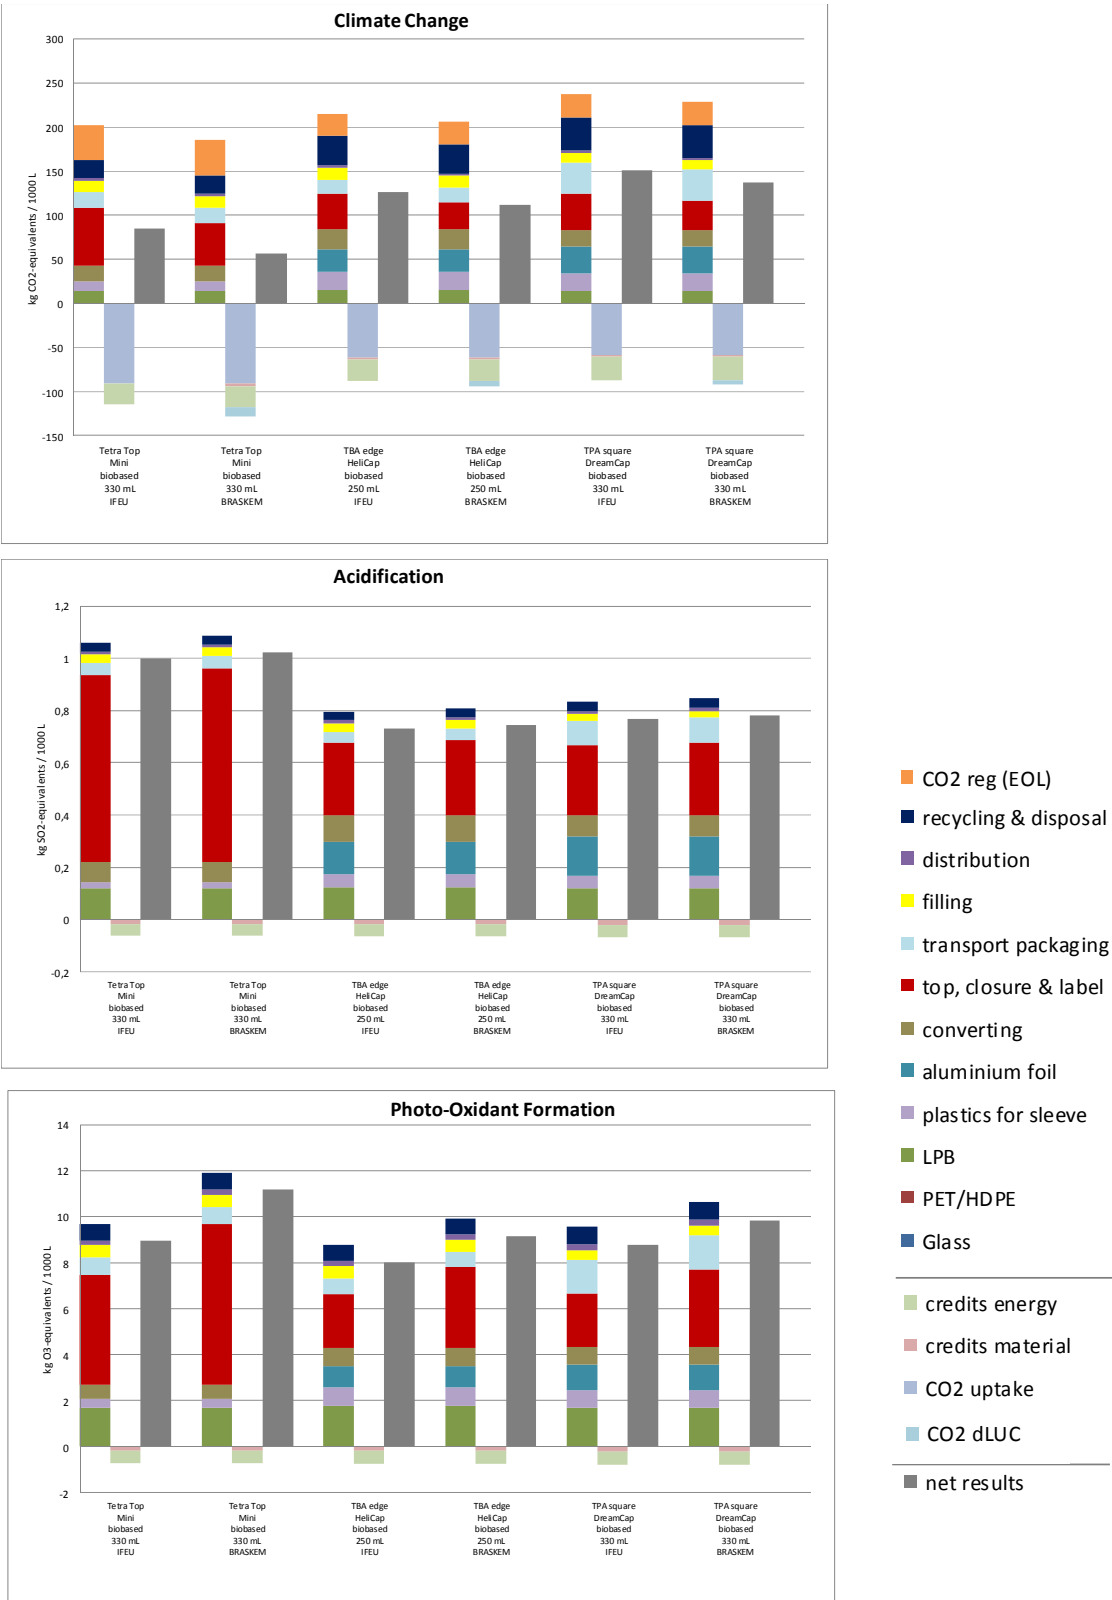 Climate Change
300
250
200
150
100
50
0
-50
-100
-150
kg CO2-equivalents / 1000 L
Tetra Top
Mini
biobased
330 mL
IFEU
Tetra Top
Mini
biobased
330 mL
BRASKEM
TBA edge
HeliCap
biobased
250 mL
IFEU
TBA edge
HeliCap
biobased
250 mL
BRASKEM
TPA square
DreamCap
biobased
330 mL
IFEU
TPA square
DreamCap
biobased
330 mL
BRASKEM
Acidification
1,2
1
0,8
0,6
0,4
0,2
0
-0,2
kg SO2-equivalents / 1000 L
Tetra Top
Mini
biobased
330 mL
IFEU
Tetra Top
Mini
biobased
330 mL
BRASKEM
TBA edge
HeliCap
biobased
250 mL
IFEU
TBA edge
HeliCap
biobased
250 mL
BRASKEM
TPA square
DreamCap
biobased
330 mL
IFEU
TPA square
DreamCap
biobased
330 mL
BRASKEM
Photo-Oxidant Formation
14
12
10
8
6
4
2
0
-2
kg O3-equivalents / 1000 L
Tetra Top
Mini
biobased
330 mL
IFEU
Tetra Top
Mini
biobased
330 mL
BRASKEM
TBA edge
HeliCap
biobased
250 mL
IFEU
TBA edge
HeliCap
biobased
250 mL
BRASKEM
TPA square
DreamCap
biobased
330 mL
IFEU
TPA square
DreamCap
biobased
330 mL
BRASKEM
CO2 reg (EOL)
recycling & disposal
distribution
filling
transport packaging
top, closure & label
converting
aluminium foil
plastics for sleeve
LPB
PET/HDPE
Glass
credits energy
credits material
CO2 uptake
CO2 dLUC
net results